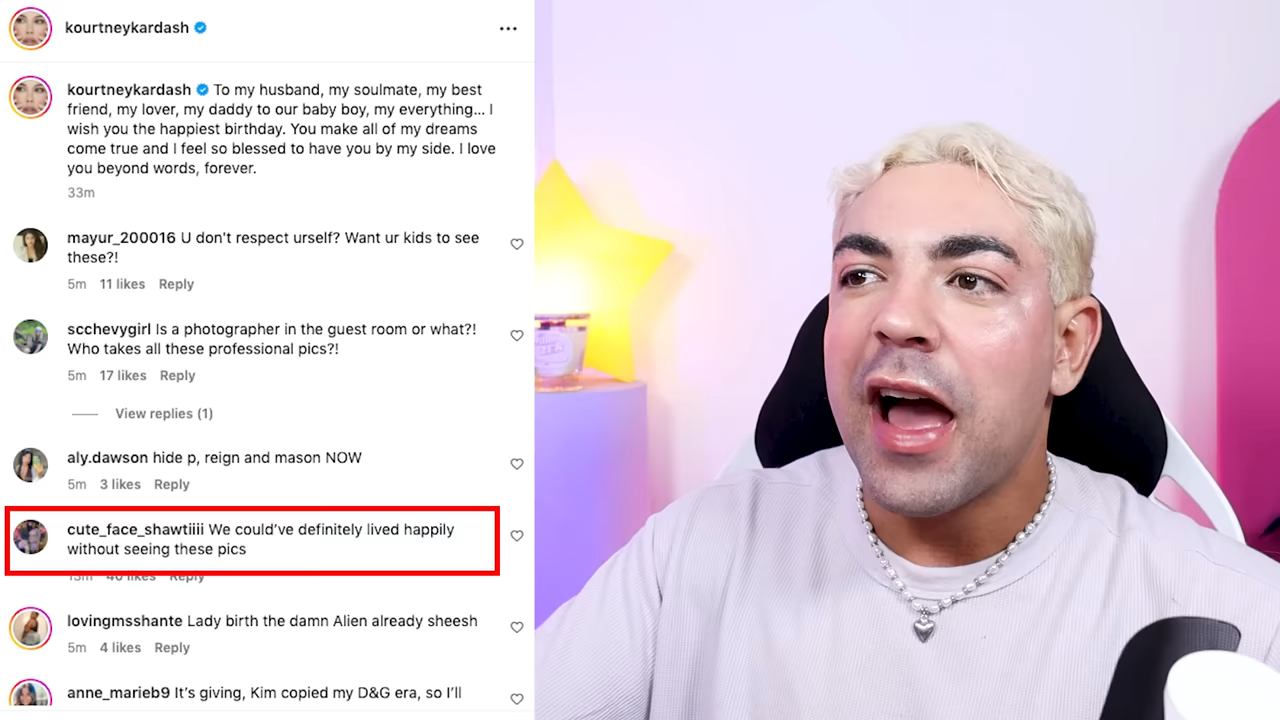 kourtneykardash
kourtneykardash To my husband, my soulmate, my best
friend, my lover, my daddy to our baby boy, my everything... I
wish you the happiest birthday. You make all of my dreams
come true and I feel so blessed to have you by my side. I love
you beyond words, forever.
33m
mayur_200016 U don't respect urself? Want ur kids to see
these?!
5m 11 likes Reply
scchevygirl Is a photographer in the guest room or what?!
Who takes all these professional pics?!
5m 17 likes Reply
View replies (1)
aly.dawson hide p, reign and mason NOW
5m 3 likes Reply
cute_face_shawtiiii We could've definitely lived happily
without seeing these pics
13m 40 likes Reply
lovingmsshante Lady birth the damn Alien already sheesh
5m 4 likes Reply
anne_marieb9 It's giving, Kim copied my D&G era, so I'll